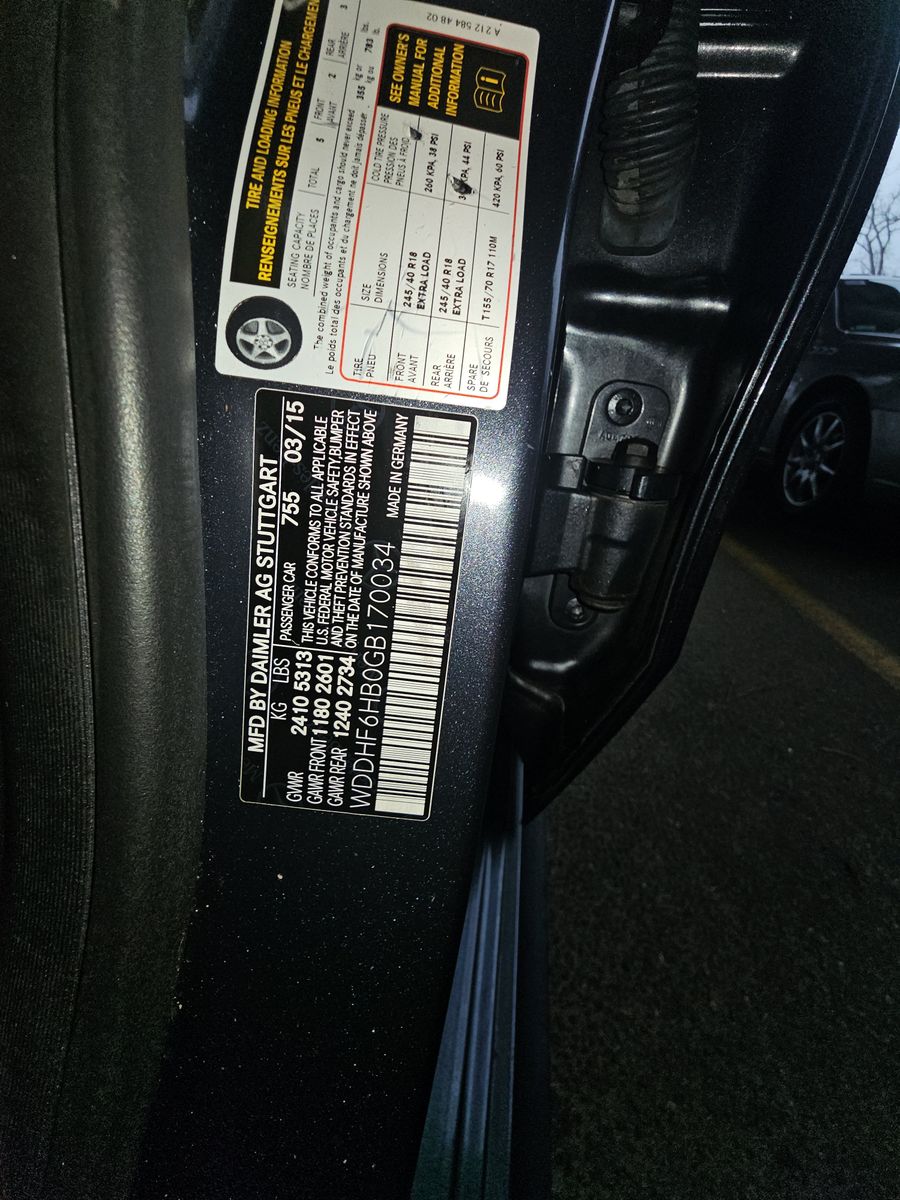 A 212 584 48 02
TIRE AND LOADING INFORMATION
RENSEIGNEMENTS SUR LES PNEUS ET LE CHARGEMENT
SEATING CAPACITY TOTAL 5 FRONT 2 REAR 3
NOMBRE DE PLACES AVANT ARRIÈRE
The combined weight of occupants and cargo should never exceed 355 kg or 783 lbs.
Le poids total des occupants et du chargement ne doit jamais dépasser kg ou lb.
TIRE SIZE COLD TIRE PRESSURE
PNEU DIMENSIONS PRESSION DES
PNEUS À FROID
FRONT 245/40 R18 260 KPA, 38 PSI
AVANT EXTRA LOAD
REAR 245/40 R18 KPA, 44 PSI
ARRIÈRE EXTRA LOAD
SPARE T155/70 R17 110M 420 KPA, 60 PSI
DE SECOURS
SEE OWNER'S
MANUAL FOR
ADDITIONAL
INFORMATION
MFD BY DAIMLER AG STUTTGART
KG LBS PASSENGER CAR 755 03/15
GVWR 2410 5313 THIS VEHICLE CONFORMS TO ALL APPLICABLE
GAWR FRONT 1180 2601 U.S. FEDERAL MOTOR VEHICLE SAFETY, BUMPER
GAWR REAR 1240 2734 AND THEFT PREVENTION STANDARDS IN EFFECT
ON THE DATE OF MANUFACTURE SHOWN ABOVE
WDDHF6HB0GB170034 MADE IN GERMANY